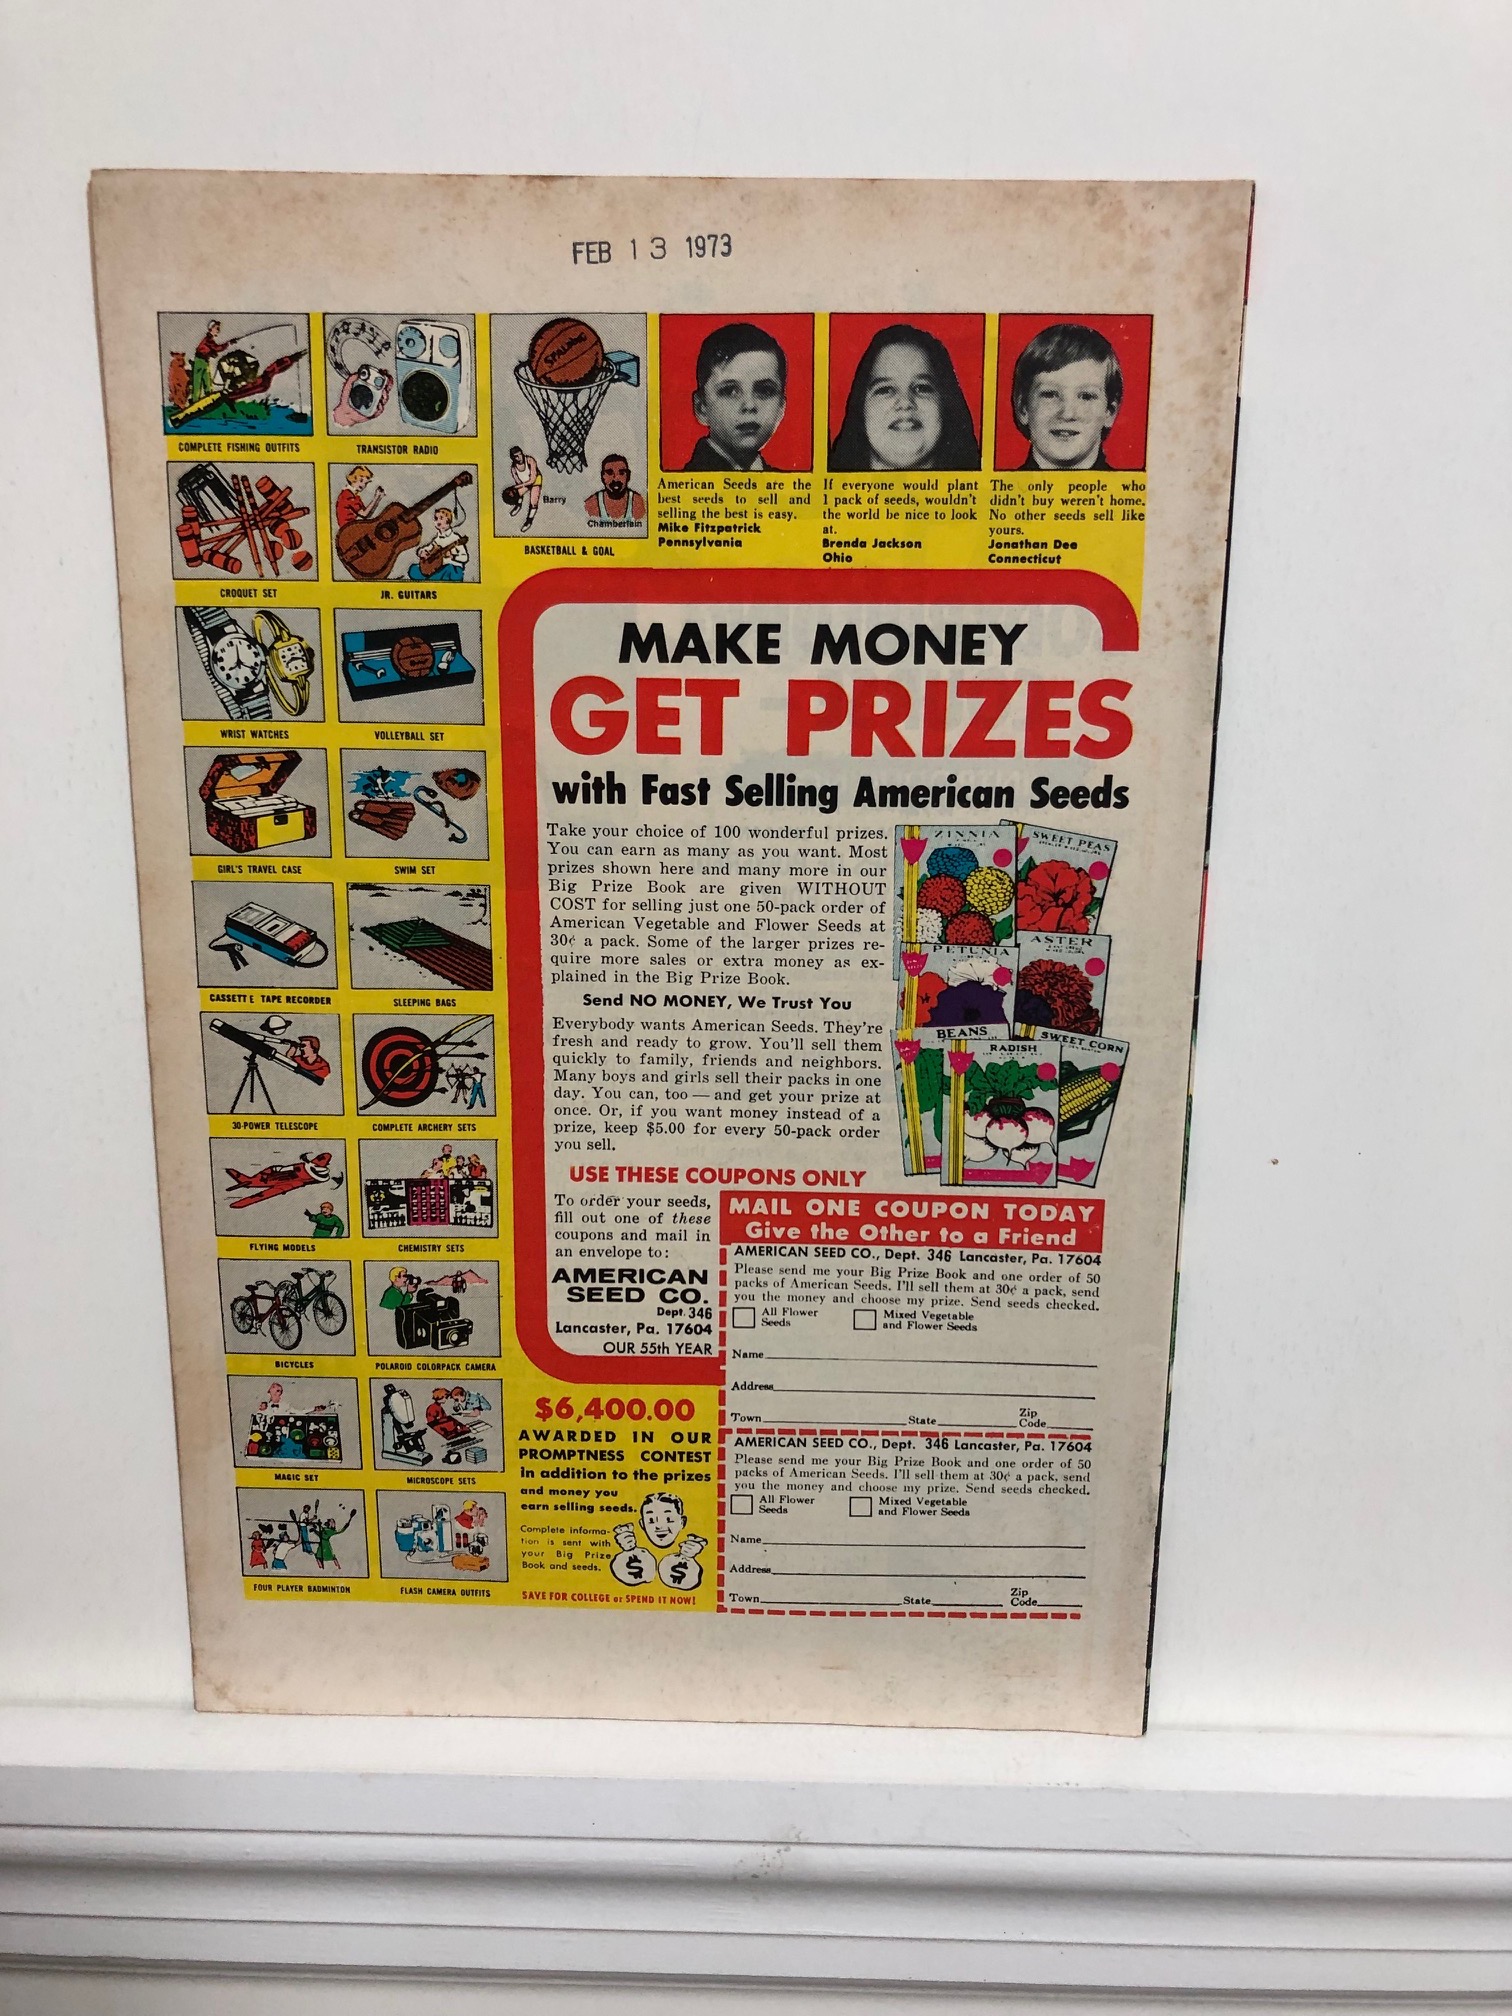 FEB 13 1973
COMPLETE FISHING OUTFITS
TRANSISTOR RADIO
CROQUET SET
JR. GUITARS
WRIST WATCHES
VOLLEYBALL SET
GIRL'S TRAVEL CASE
SWIM SET
CASSETTE TAPE RECORDER
SLEEPING BAGS
30-POWER TELESCOPE
COMPLETE ARCHERY SETS
FLYING MODELS
CHEMISTRY SETS
BICYCLES
POLAROID COLORPACK CAMERA
MAGIC SET
MICROSCOPE SETS
FOUR PLAYER BADMINTON
FLASH CAMERA OUTFITS
SPALDING
Barry
Chamberlain
BASKETBALL & GOAL
American Seeds are the
best seeds to sell and
selling the best is easy.
Mike Fitzpatrick
Pennsylvania
If everyone would plant
1 pack of seeds, wouldn't
the world be nice to look
at.
Brenda Jackson
Ohio
The only people who
didn't buy weren't home.
No other seeds sell like
yours.
Jonathan Dee
Connecticut
MAKE MONEY
GET PRIZES
with Fast Selling American Seeds
Take your choice of 100 wonderful prizes.
You can earn as many as you want. Most
prizes shown here and many more in our
Big Prize Book are given WITHOUT
COST for selling just one 50-pack order of
American Vegetable and Flower Seeds at
30¢ a pack. Some of the larger prizes re-
quire more sales or extra money as ex-
plained in the Big Prize Book.
Send NO MONEY, We Trust You
Everybody wants American Seeds. They're
fresh and ready to grow. You'll sell them
quickly to family, friends and neighbors.
Many boys and girls sell their packs in one
day. You can, too — and get your prize at
once. Or, if you want money instead of a
prize, keep $5.00 for every 50-pack order
you sell.
ZINNIA
SWEET PEAS
PETUNIA
ASTER
BEANS
RADISH
SWEET CORN
USE THESE COUPONS ONLY
To order your seeds,
fill out one of these
coupons and mail in
an envelope to:
AMERICAN
SEED CO.
Dept. 346
Lancaster, Pa. 17604
OUR 55th YEAR
MAIL ONE COUPON TODAY
Give the Other to a Friend
AMERICAN SEED CO., Dept. 346 Lancaster, Pa. 17604
Please send me your Big Prize Book and one order of 50
packs of American Seeds. I'll sell them at 30¢ a pack, send
you the money and choose my prize. Send seeds checked.
All Flower
Seeds
Mixed Vegetable
and Flower Seeds
Name
Address
Town State Zip Code
AMERICAN SEED CO., Dept. 346 Lancaster, Pa. 17604
Please send me your Big Prize Book and one order of 50
packs of American Seeds. I'll sell them at 30¢ a pack, send
you the money and choose my prize. Send seeds checked.
All Flower
Seeds
Mixed Vegetable
and Flower Seeds
Name
Address
Town State Zip Code
$6,400.00
AWARDED IN OUR
PROMPTNESS CONTEST
in addition to the prizes
and money you
earn selling seeds.
Complete informa-
tion is sent with
your Big Prize
Book and seeds.
$ $
SAVE FOR COLLEGE or SPEND IT NOW!